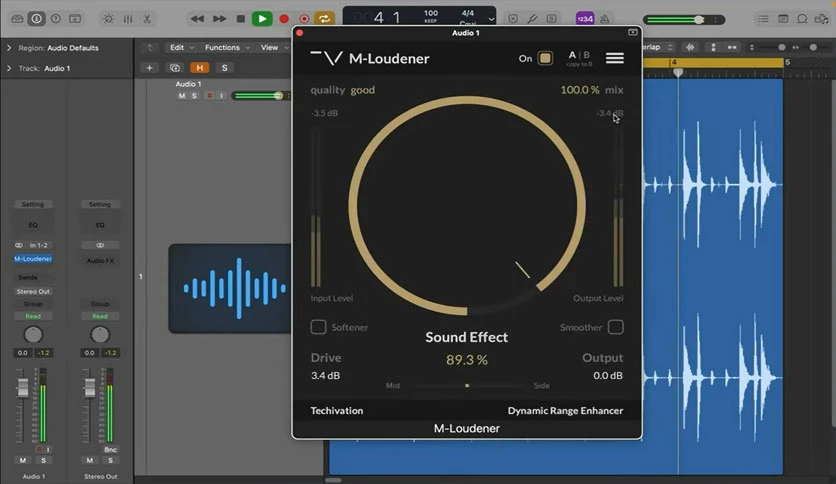 4 1
100
KEEP
4/4
Cmaj
1234
Region: Audio Defaults
Track: Audio 1
Edit
Functions
View
H
S
Audio 1
M S R I
Audio 1
M-Loudener
On
A | B
copy to B
quality good
100.0 % mix
-3.5 dB
-3.4 dB
Input Level
Output Level
Softener
Smoother
Sound Effect
89.3 %
Drive
3.4 dB
Output
0.0 dB
Mid
Side
Techivation
Dynamic Range Enhancer
M-Loudener
4
5
1
Setting
Setting
EQ
EQ
In 1-2
M-Loudener
Audio FX
Sends
Stereo Out
Group
Group
Read
Read
0.0
-1.2
0.0
-1.2
R I
Bnc
M S
M S
Audio 1
Stereo Out